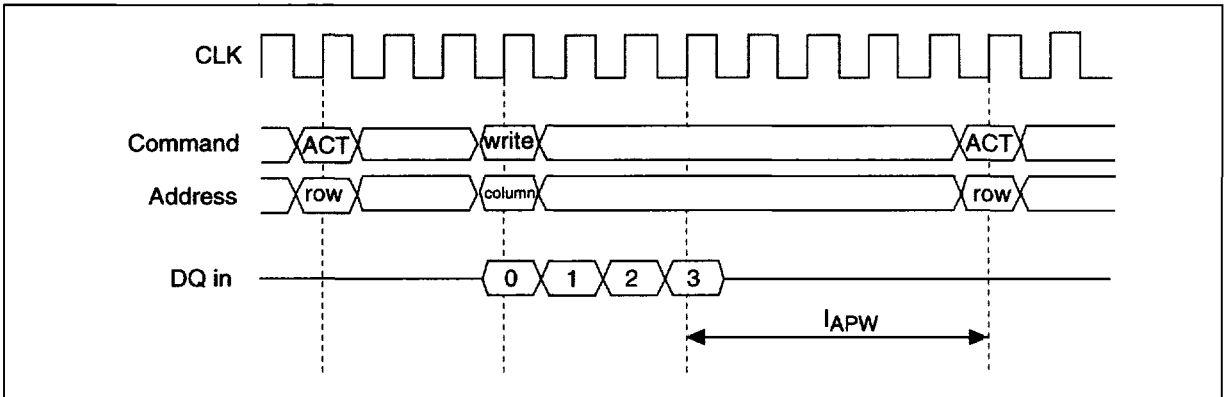 CLK
Command ACT write ACT
Address row column row
DQ in 0 1 2 3
IAPW